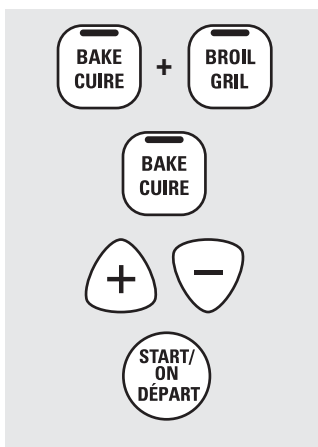 BAKE
CUIRE
+
BROIL
GRIL
BAKE
CUIRE
+ −
START/
ON
DÉPART